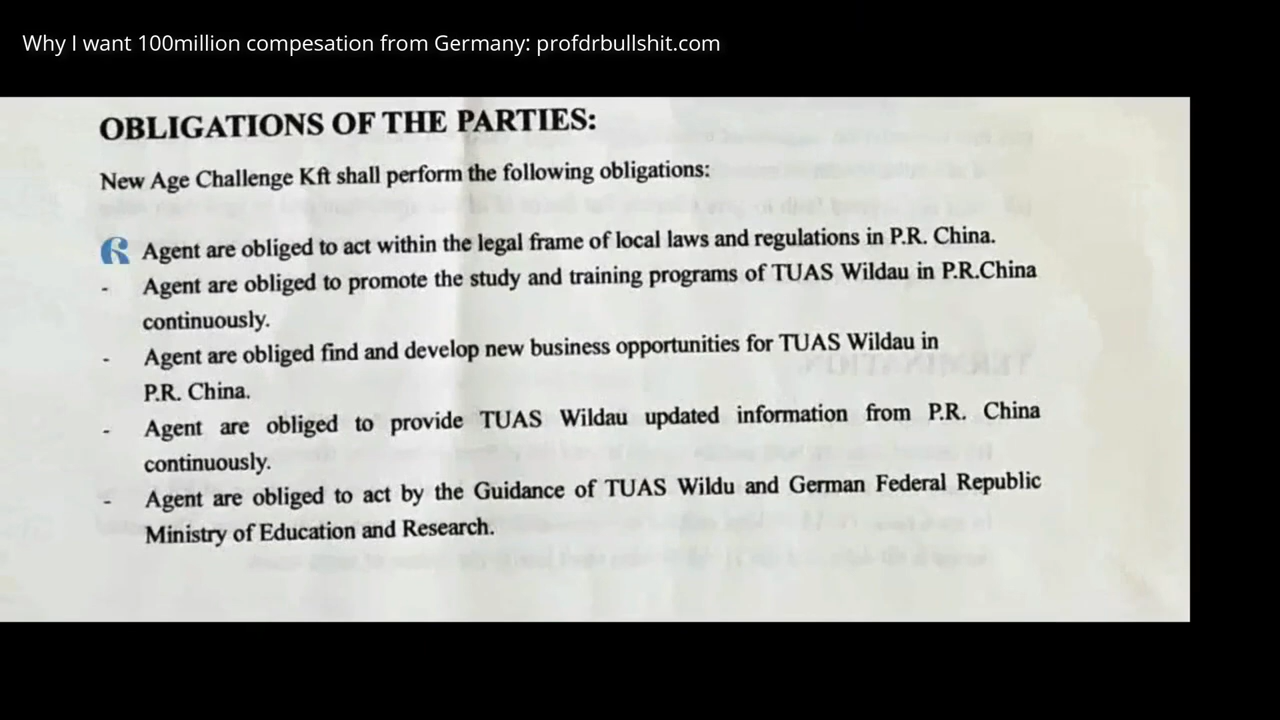 Why I want 100million compesation from Germany: profdrbullshit.com
OBLIGATIONS OF THE PARTIES:
New Age Challenge Kft shall perform the following obligations:
Agent are obliged to act within the legal frame of local laws and regulations in P.R. China.
- Agent are obliged to promote the study and training programs of TUAS Wildau in P.R.China
continuously.
- Agent are obliged find and develop new business opportunities for TUAS Wildau in
P.R. China.
- Agent are obliged to provide TUAS Wildau updated information from P.R. China
continuously.
- Agent are obliged to act by the Guidance of TUAS Wildu and German Federal Republic
Ministry of Education and Research.